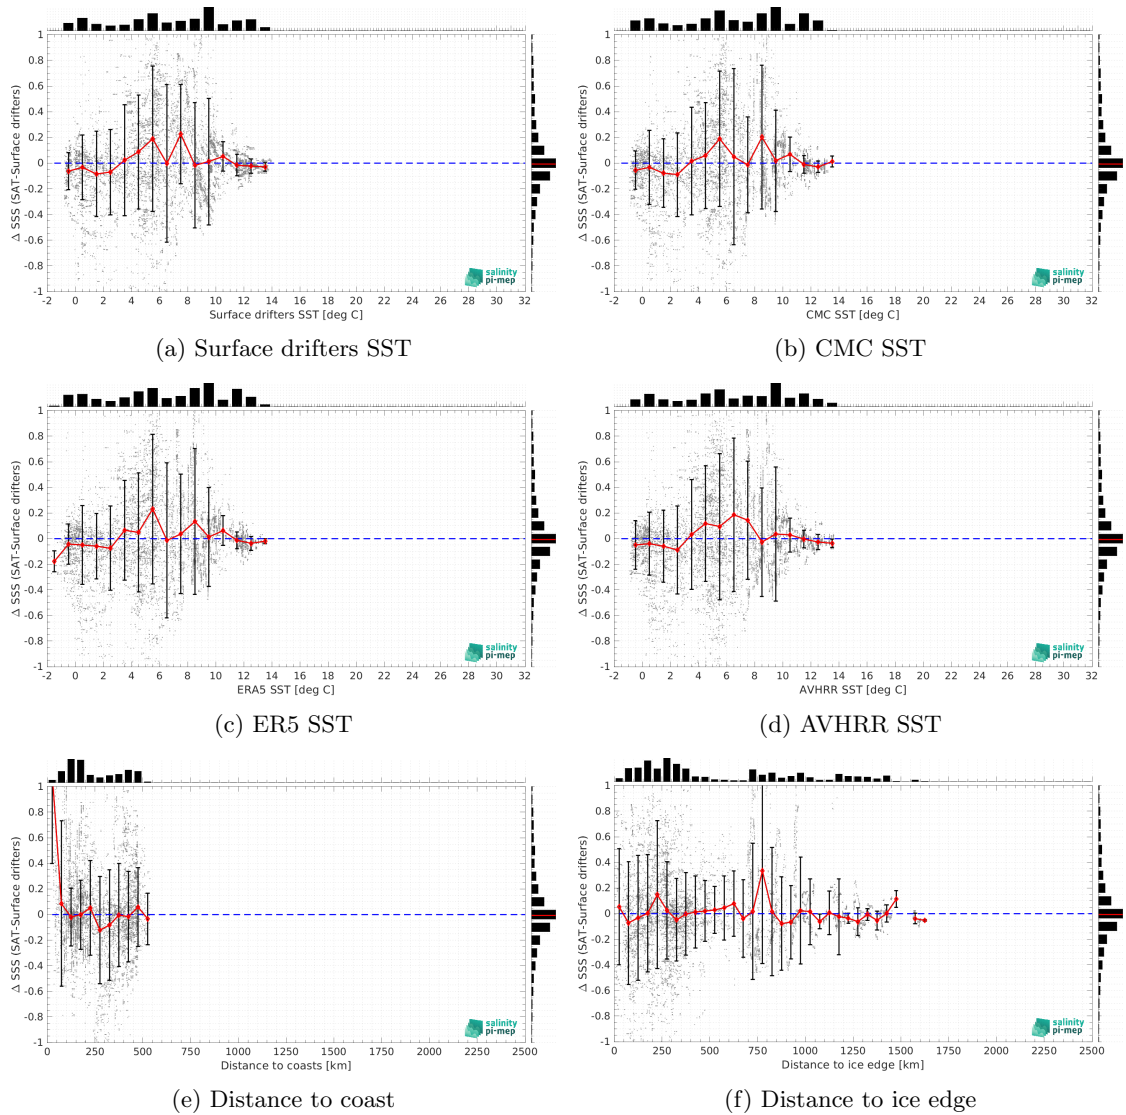 1
0.8
0.6
0.4
0.2
0
-0.2
-0.4
-0.6
-0.8
-1
Δ SSS (SAT-Surface drifters)
-2 0 2 4 6 8 10 12 14 16 18 20 22 24 26 28 30 32
Surface drifters SST [deg C]
salinity
pi-mep
(a) Surface drifters SST
1
0.8
0.6
0.4
0.2
0
-0.2
-0.4
-0.6
-0.8
-1
Δ SSS (SAT-Surface drifters)
-2 0 2 4 6 8 10 12 14 16 18 20 22 24 26 28 30 32
CMC SST [deg C]
salinity
pi-mep
(b) CMC SST
1
0.8
0.6
0.4
0.2
0
-0.2
-0.4
-0.6
-0.8
-1
Δ SSS (SAT-Surface drifters)
-2 0 2 4 6 8 10 12 14 16 18 20 22 24 26 28 30 32
ERA5 SST [deg C]
salinity
pi-mep
(c) ER5 SST
1
0.8
0.6
0.4
0.2
0
-0.2
-0.4
-0.6
-0.8
-1
Δ SSS (SAT-Surface drifters)
-2 0 2 4 6 8 10 12 14 16 18 20 22 24 26 28 30 32
AVHRR SST [deg C]
salinity
pi-mep
(d) AVHRR SST
1
0.8
0.6
0.4
0.2
0
-0.2
-0.4
-0.6
-0.8
-1
Δ SSS (SAT-Surface drifters)
0 250 500 750 1000 1250 1500 1750 2000 2250 2500
Distance to coasts [km]
salinity
pi-mep
(e) Distance to coast
1
0.8
0.6
0.4
0.2
0
-0.2
-0.4
-0.6
-0.8
-1
Δ SSS (SAT-Surface drifters)
0 250 500 750 1000 1250 1500 1750 2000 2250 2500
Distance to ice edge [km]
salinity
pi-mep
(f) Distance to ice edge